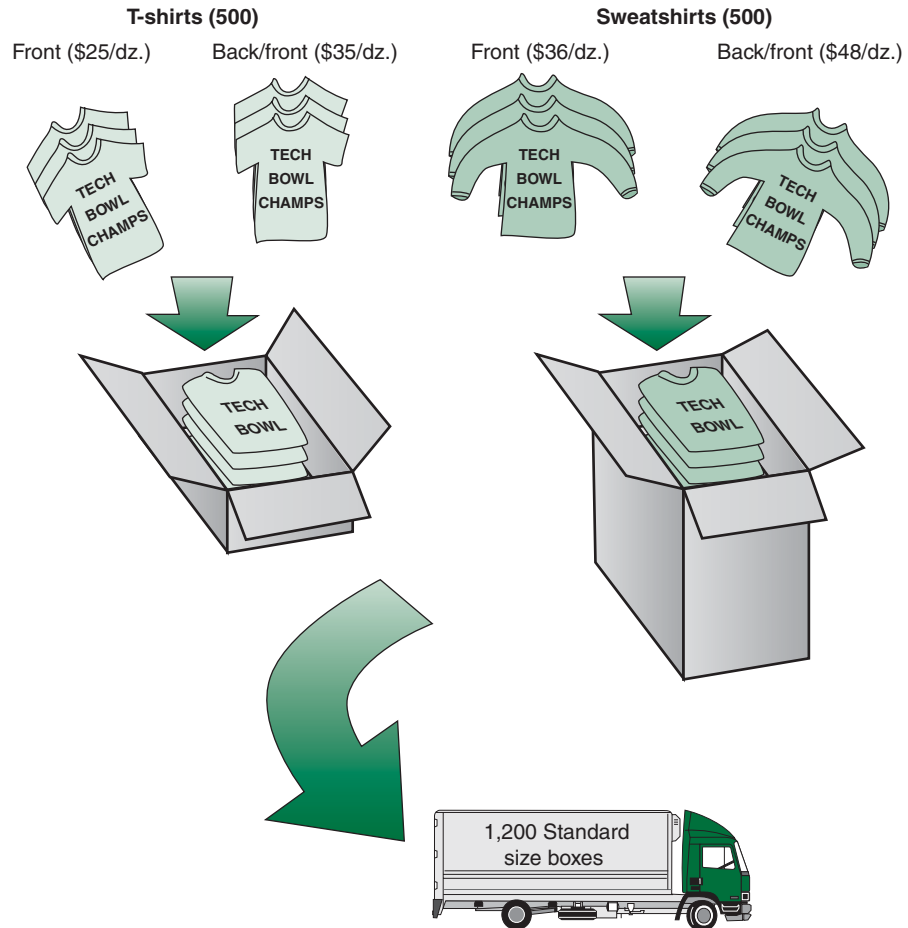 T-shirts (500)
Sweatshirts (500)
Front ($25/dz.)
Back/front ($35/dz.)
Front ($36/dz.)
Back/front ($48/dz.)
TECH
BOWL
CHAMPS
TECH
BOWL
CHAMPS
TECH
BOWL
CHAMPS
TECH
BOWL
CHAMPS
TECH
BOWL
TECH
BOWL
1,200 Standard
size boxes